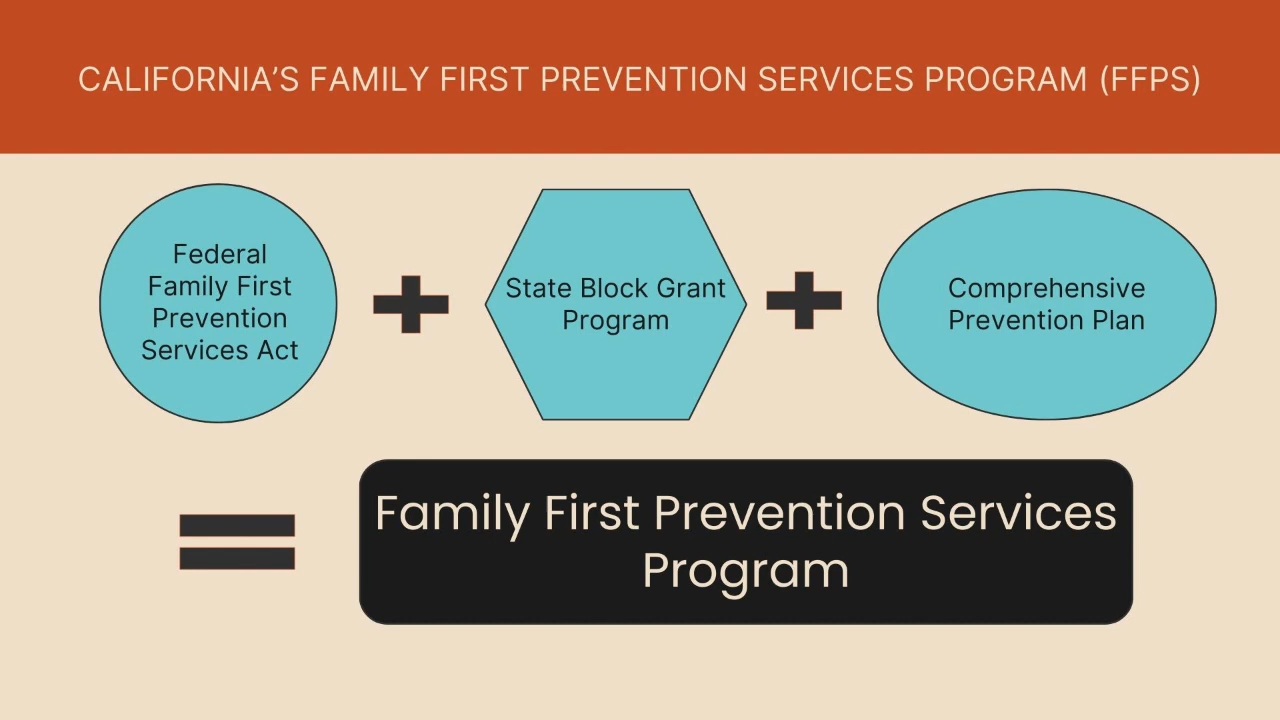 CALIFORNIA’S FAMILY FIRST PREVENTION SERVICES PROGRAM (FFPS)
Federal
Family First
Prevention
Services Act
State Block Grant
Program
Comprehensive
Prevention Plan
Family First Prevention Services
Program